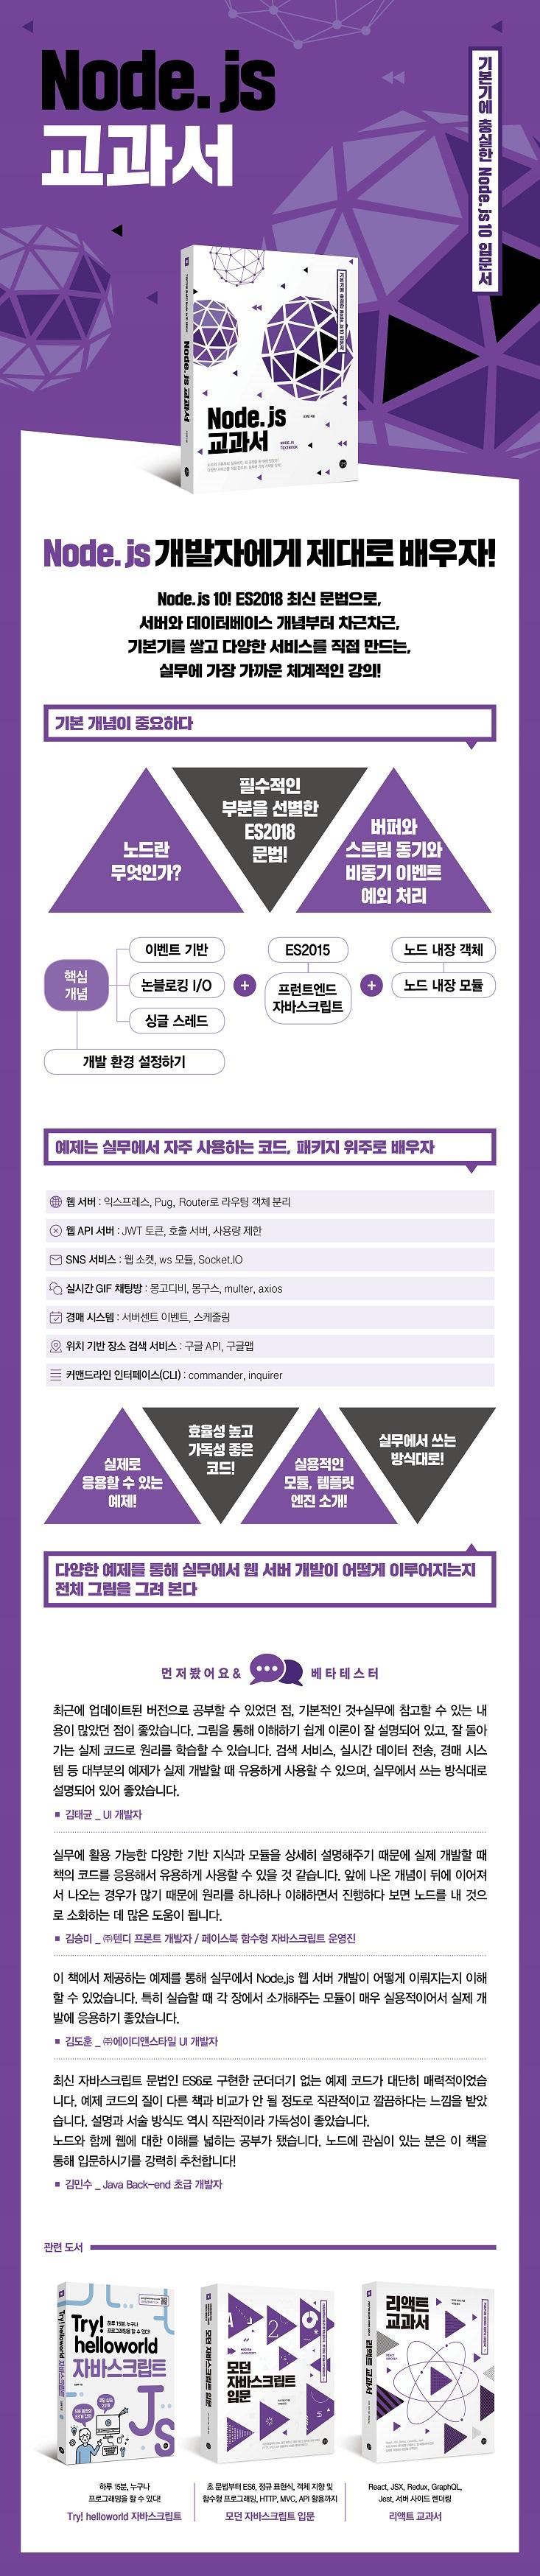 Node.js
교과서
기본기에 충실한 Node.js 10 입문서
Node.js
교과서
Node.js 개발자에게 제대로 배우자!
Node.js 10! ES2018 최신 문법으로,
서버와 데이터베이스 개념부터 차근차근,
기본기를 쌓고 다양한 서비스를 직접 만드는,
실무에 가장 가까운 체계적인 강의!
기본 개념이 중요하다
노드란
무엇인가?
필수적인
부분을 선별한
ES2018
문법!
버퍼와
스트림 동기와
비동기 이벤트
예외 처리
핵심
개념
이벤트 기반
논블로킹 I/O
싱글 스레드
개발 환경 설정하기
+
ES2015
프런트엔드
자바스크립트
+
노드 내장 객체
노드 내장 모듈
예제는 실무에서 자주 사용하는 코드, 패키지 위주로 배우자
웹 서버 : 익스프레스, Pug, Router로 라우팅 객체 분리
웹 API 서버 : JWT 토큰, 호출 서버, 사용량 제한
SNS 서비스 : 웹 소켓, ws 모듈, Socket.IO
실시간 GIF 채팅방 : 몽고디비, 몽구스, multer, axios
경매 시스템 : 서버센트 이벤트, 스케줄링
위치 기반 장소 검색 서비스 : 구글 API, 구글맵
커맨드라인 인터페이스(CLI) : commander, inquirer
실제로
응용할 수 있는
예제!
효율성 높고
가독성 좋은
코드!
실용적인
모듈, 템플릿
엔진 소개!
실무에서 쓰는
방식대로!
다양한 예제를 통해 실무에서 웹 서버 개발이 어떻게 이루어지는지
전체 그림을 그려 본다
먼저봤어요& 베타테스터
최근에 업데이트된 버전으로 공부할 수 있었던 점, 기본적인 것+실무에 참고할 수 있는 내
용이 많았던 점이 좋았습니다. 그림을 통해 이해하기 쉽게 이론이 잘 설명되어 있고, 잘 돌아
가는 실제 코드로 원리를 학습할 수 있습니다. 검색 서비스, 실시간 데이터 전송, 경매 시스
템 등 대부분의 예제가 실제 개발할 때 유용하게 사용할 수 있으며, 실무에서 쓰는 방식대로
설명되어 있어 좋았습니다.
■ 김태균 _ UI 개발자
실무에 활용 가능한 다양한 기반 지식과 모듈을 상세히 설명해주기 때문에 실제 개발할 때
책의 코드를 응용해서 유용하게 사용할 수 있을 것 같습니다. 앞에 나온 개념이 뒤에 이어져
서 나오는 경우가 많기 때문에 원리를 하나하나 이해하면서 진행하다 보면 노드를 내 것으
로 소화하는 데 많은 도움이 됩니다.
■ 김승미 _ ㈜텐디 프론트 개발자 / 페이스북 함수형 자바스크립트 운영진
이 책에서 제공하는 예제를 통해 실무에서 Node.js 웹 서버 개발이 어떻게 이뤄지는지 이해
할 수 있었습니다. 특히 실습할 때 각 장에서 소개해주는 모듈이 매우 실용적이어서 실제 개
발에 응용하기 좋았습니다.
■ 김도훈 _ ㈜에이디앤스타일 UI 개발자
최신 자바스크립트 문법인 ES6로 구현한 군더더기 없는 예제 코드가 대단히 매력적이었습
니다. 예제 코드의 질이 다른 책과 비교가 안 될 정도로 직관적이고 깔끔하다는 느낌을 받았
습니다. 설명과 서술 방식도 역시 직관적이라 가독성이 좋았습니다.
노드와 함께 웹에 대한 이해를 넓히는 공부가 됐습니다. 노드에 관심이 있는 분은 이 책을
통해 입문하시기를 강력히 추천합니다!
■ 김민수 _ Java Back-end 초급 개발자
관련 도서
Try!
helloworld
자바스크립트
JS
모던
자바스크립트
입문
리액트
교과서
하루 15분, 누구나
프로그래밍을 할 수 있다!
Try! helloworld 자바스크립트
초 문법부터 ES6, 정규 표현식, 객체 지향 및
함수형 프로그래밍, HTTP, MVC, API 활용까지
모던 자바스크립트 입문
React, JSX, Redux, GraphQL,
Jest, 서버 사이드 렌더링
리액트 교과서